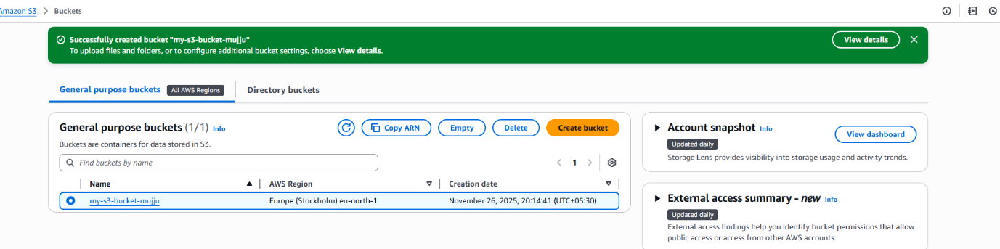 Amazon S3 > Buckets
Successfully created bucket "my-s3-bucket-mujju"
To upload files and folders, or to configure additional bucket settings, choose View details.
View details
General purpose buckets All AWS Regions
Directory buckets
General purpose buckets (1/1) Info
Copy ARN
Empty
Delete
Create bucket
Buckets are containers for data stored in S3.
Find buckets by name
1
Name AWS Region Creation date
my-s3-bucket-mujju Europe (Stockholm) eu-north-1 November 26, 2025, 20:14:41 (UTC+05:30)
Account snapshot Info
View dashboard
Updated daily
Storage Lens provides visibility into storage usage and activity trends.
External access summary - new Info
Updated daily
External access findings help you identify bucket permissions that allow
public access or access from other AWS accounts.